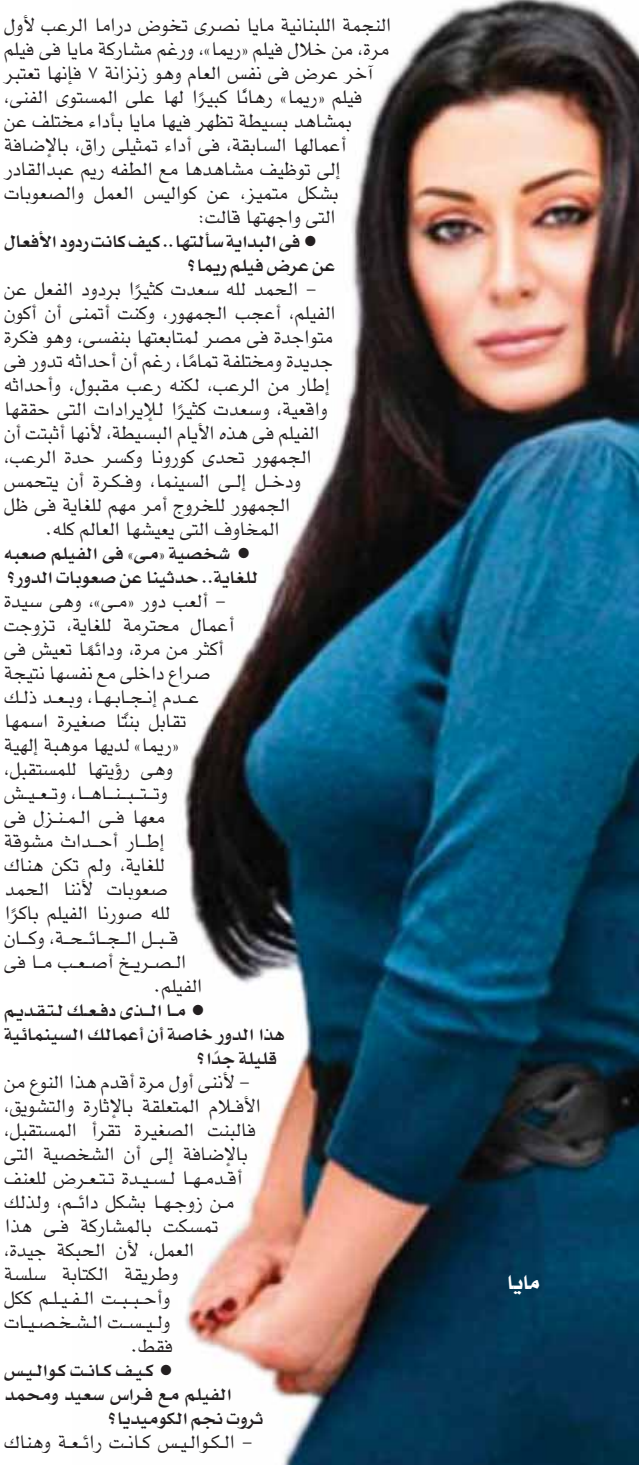 النجمة اللبنانية مايا نصرى تخوض دراما الرعب لأول
مرة، من خلال فيلم «ريما»، ورغم مشاركة مايا فى فيلم
آخر عرض فى نفس العام وهو زنزانة ٧ فإنها تعتبر
فيلم «ريما» رهانًا كبيرًا لها على المستوى الفنى،
بمشاهد بسيطة تظهر فيها مايا بأداء مختلف عن
أعمالها السابقة، فى أداء تمثيلى راق، بالإضافة
إلى توظيف مشاهدها مع الطفه ريم عبدالقادر
بشكل متميز، عن كواليس العمل والصعوبات
التى واجهتها قالت:
● فى البداية سألتها.. كيف كانت ردود الأفعال
عن عرض فيلم ريما؟
– الحمد لله سعدت كثيرًا بردود الفعل عن
الفيلم، أعجب الجمهور، وكنت أتمنى أن أكون
متواجدة فى مصر لمتابعتها بنفسى، وهو فكرة
جديدة ومختلفة تمامًا، رغم أن أحداثه تدور فى
إطار من الرعب، لكنه رعب مقبول، وأحداثه
واقعية، وسعدت كثيرًا للإيرادات التى حققها
الفيلم فى هذه الأيام البسيطة، لأنها أثبتت أن
الجمهور تحدى كورونا وكسر حدة الرعب،
ودخل إلى السينما، وفكرة أن يتحمس
الجمهور للخروج أمر مهم للغاية فى ظل
المخاوف التى يعيشها العالم كله.
● شخصية «مى» فى الفيلم صعبه
للغاية.. حدثينا عن صعوبات الدور؟
– ألعب دور «مى»، وهى سيدة
أعمال محترمة للغاية، تزوجت
أكثر من مرة، ودائمًا تعيش فى
صراع داخلى مع نفسها نتيجة
عدم إنجابها، وبعد ذلك
تقابل بنتًا صغيرة اسمها
«ريما» لديها موهبة إلهية
وهى رؤيتها للمستقبل،
وتتبناها، وتعيش
معها فى المنزل فى
إطار أحداث مشوقة
للغاية، ولم تكن هناك
صعوبات لأننا الحمد
لله صورنا الفيلم باكرًا
قبل الجائحة، وكان
الصريخ أصعب ما فى
الفيلم.
● ما الذى دفعك لتقديم
هذا الدور خاصة أن أعمالك السينمائية
قليلة جدًا؟
– لأننى أول مرة أقدم هذا النوع من
الأفلام المتعلقة بالإثارة والتشويق،
فالبنت الصغيرة تقرأ المستقبل،
بالإضافة إلى أن الشخصية التى
أقدمها لسيدة تتعرض للعنف
من زوجها بشكل دائم، ولذلك
تمسكت بالمشاركة فى هذا
العمل، لأن الحبكة جيدة،
وطريقة الكتابة سلسة
وأحببت الفيلم ككل
وليست الشخصيات
فقط.
● كيف كانت كواليس
الفيلم مع فراس سعيد ومحمد
ثروت نجم الكوميديا؟
– الكواليس كانت رائعة وهناك
مايا